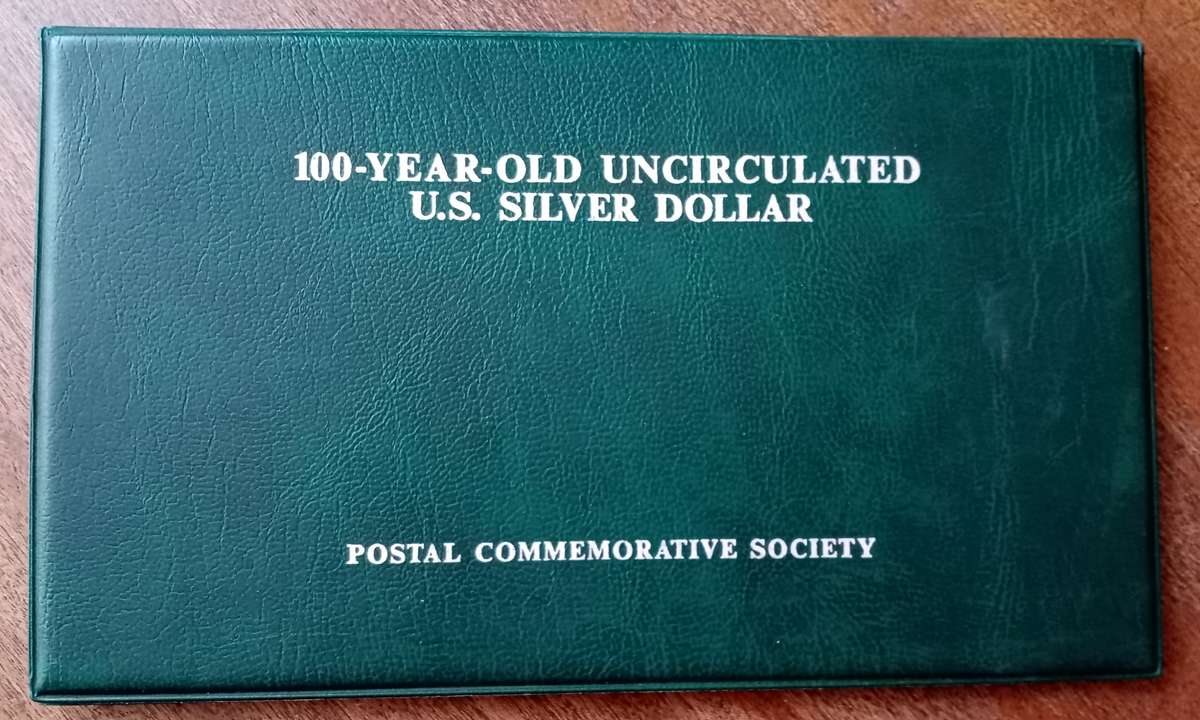 100-YEAR-OLD UNCIRCULATED
U.S. SILVER DOLLAR
POSTAL COMMEMORATIVE SOCIETY